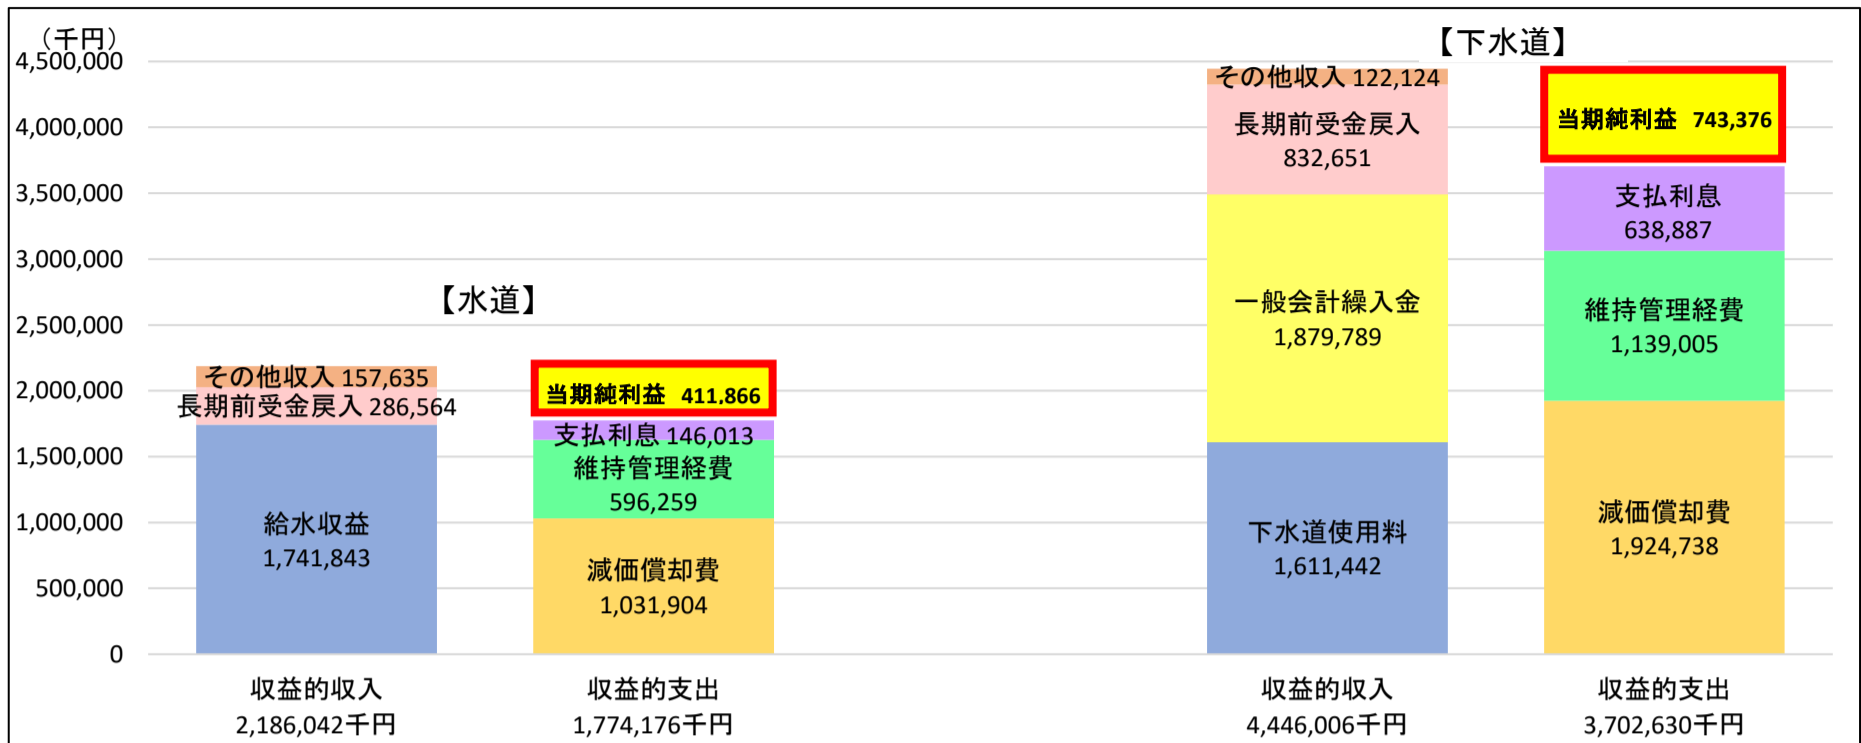 （千円）
4,500,000
4,000,000
3,500,000
3,000,000
2,500,000
2,000,000
1,500,000
1,000,000
500,000
0
【水道】
その他収入 157,635
長期前受金戻入 286,564
給水収益
1,741,843
収益的収入
2,186,042千円
当期純利益 411,866
支払利息 146,013
維持管理経費
596,259
減価償却費
1,031,904
収益的支出
1,774,176千円
【下水道】
その他収入 122,124
長期前受金戻入
832,651
一般会計繰入金
1,879,789
下水道使用料
1,611,442
収益的収入
4,446,006千円
当期純利益 743,376
支払利息
638,887
維持管理経費
1,139,005
減価償却費
1,924,738
収益的支出
3,702,630千円